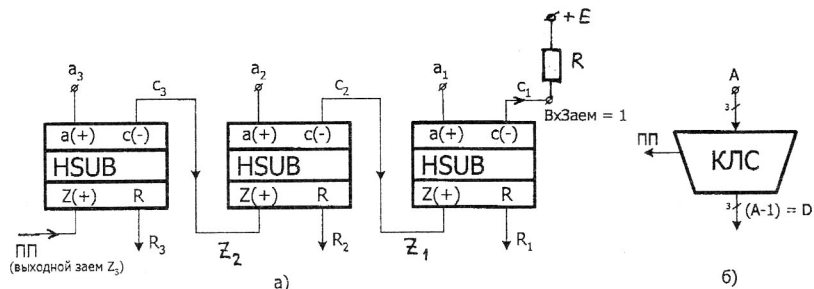 + E
R
a3
c3
a2
c2
a1
c1
ВхЗаем = 1
a(+) c(-)
HSUB
Z(+) R
a(+) c(-)
HSUB
Z(+) R
a(+) c(-)
HSUB
Z(+) R
ПП
(выходной заем Z3)
R3
Z2
R2
Z1
R1
а)
A
3
ПП
КЛС
3
(A-1) = D
б)